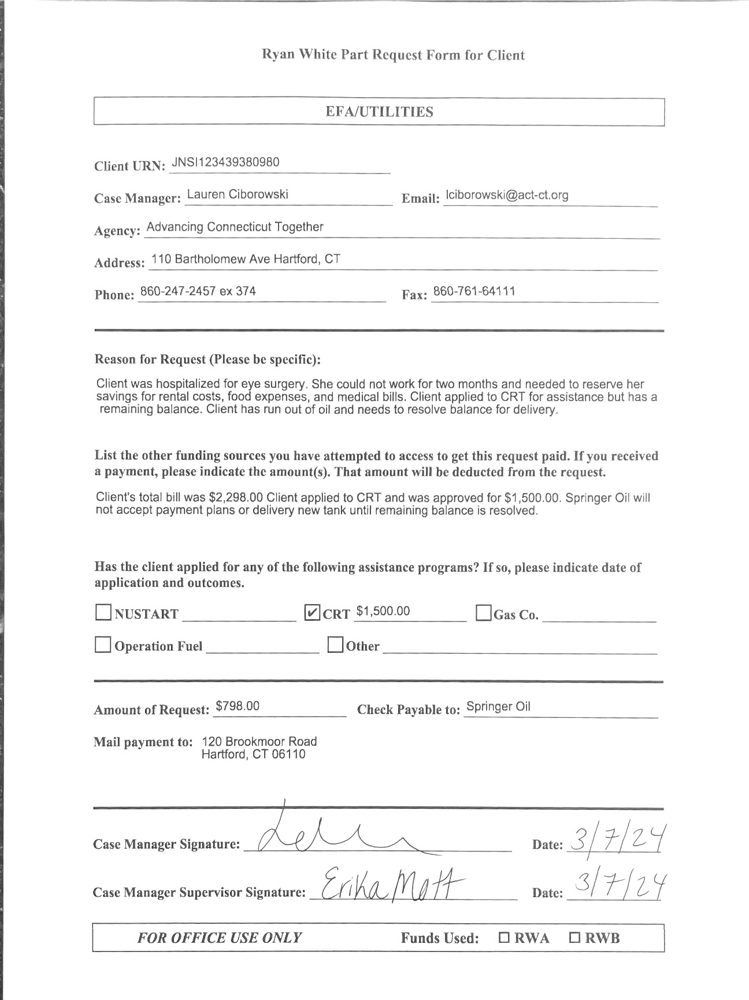 Ryan White Part Request Form for Client
EFA/UTILITIES
Client URN: JNSI123439380980
Case Manager: Lauren Ciborowski Email: lciborowski@act-ct.org
Agency: Advancing Connecticut Together
Address: 110 Bartholomew Ave Hartford, CT
Phone: 860-247-2457 ex 374 Fax: 860-761-64111
Reason for Request (Please be specific):
Client was hospitalized for eye surgery. She could not work for two months and needed to reserve her
savings for rental costs, food expenses, and medical bills. Client applied to CRT for assistance but has a
remaining balance. Client has run out of oil and needs to resolve balance for delivery.
List the other funding sources you have attempted to access to get this request paid. If you received
a payment, please indicate the amount(s). That amount will be deducted from the request.
Client's total bill was $2,298.00 Client applied to CRT and was approved for $1,500.00. Springer Oil will
not accept payment plans or delivery new tank until remaining balance is resolved.
Has the client applied for any of the following assistance programs? If so, please indicate date of
application and outcomes.
NUSTART ☑ CRT $1,500.00 Gas Co.
Operation Fuel Other
Amount of Request: $798.00 Check Payable to: Springer Oil
Mail payment to: 120 Brookmoor Road
Hartford, CT 06110
Case Manager Signature: Date: 3/7/24
Case Manager Supervisor Signature: Erika Mott Date: 3/7/24
FOR OFFICE USE ONLY Funds Used: ☐ RWA ☐ RWB